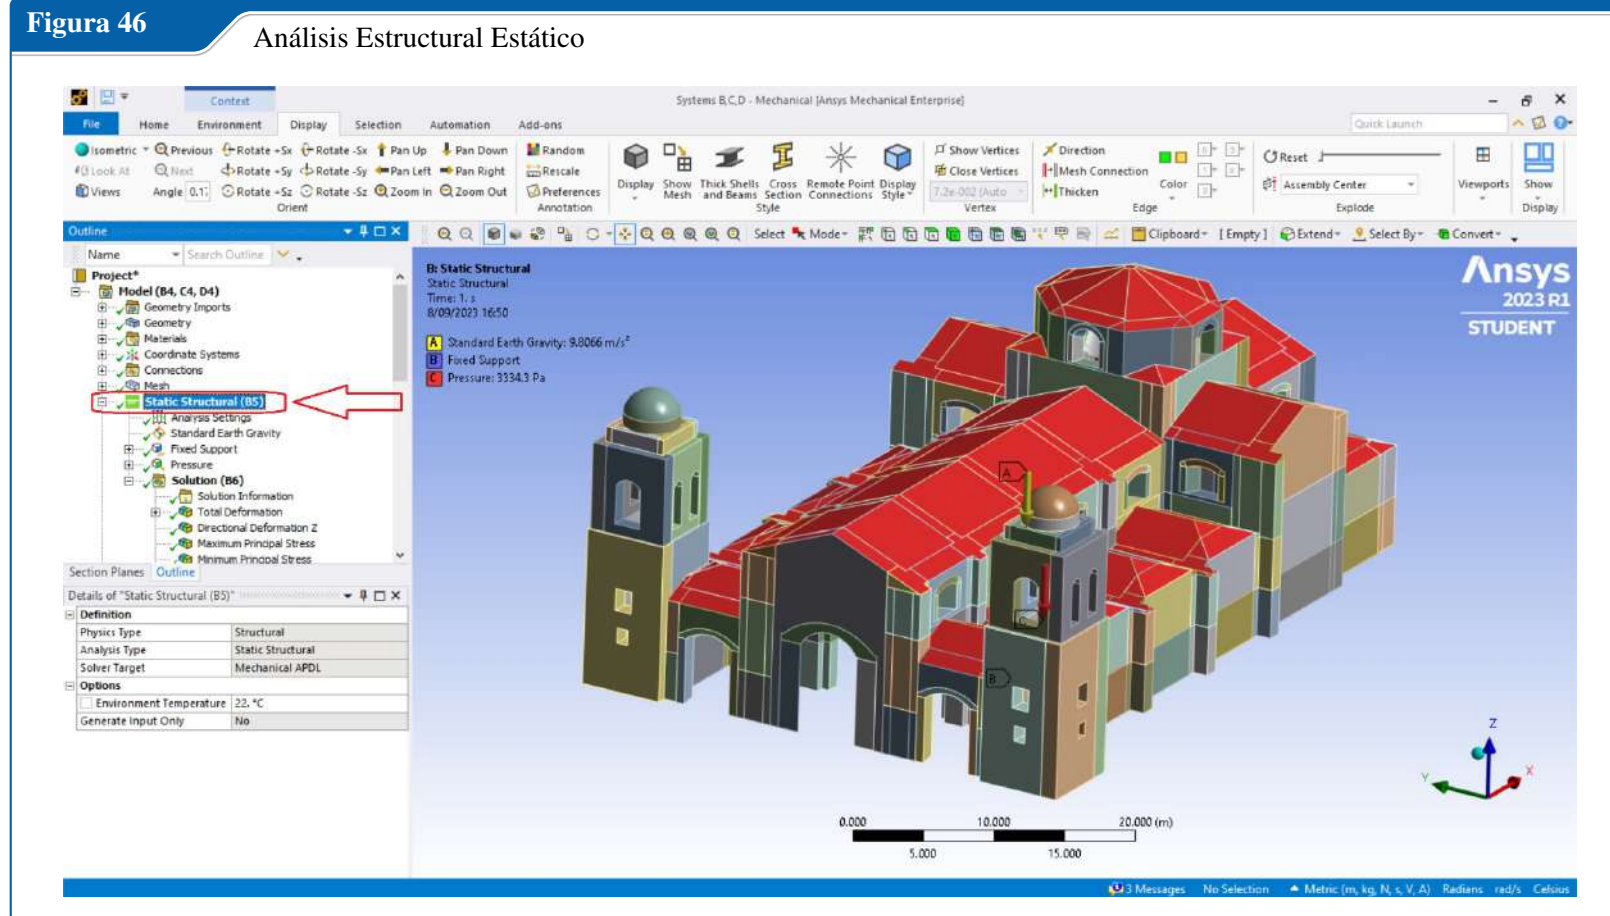 Figura 46
Análisis Estructural Estático
Context
Systems B,C,D - Mechanical [Ansys Mechanical Enterprise]
File Home Environment Display Selection Automation Add-ons
Quick Launch
Isometric Previous Rotate +Sx Rotate -Sx Pan Up Pan Down Random
Look At Next Rotate +Sy Rotate -Sy Pan Left Pan Right Rescale
Views Angle Rotate +Sz Rotate -Sz Zoom In Zoom Out Preferences
Orient
Annotation
Display
Show Mesh
Thick Shells and Beams
Cross Section
Remote Point Connections
Display Style
Style
Show Vertices
Close Vertices
7.2e-002 (Auto
Vertex
Direction
Mesh Connection
Thicken
Color
Edge
Reset
Assembly Center
Explode
Viewports
Show
Display
Outline
Select Mode Clipboard [Empty] Extend Select By Convert
Name Search Outline
Project*
Model (B4, C4, D4)
Geometry Imports
Geometry
Materials
Coordinate Systems
Connections
Mesh
Static Structural (B5)
Analysis Settings
Standard Earth Gravity
Fixed Support
Pressure
Solution (B6)
Solution Information
Total Deformation
Directional Deformation Z
Maximum Principal Stress
Minimum Principal Stress
Section Planes Outline
Details of "Static Structural (B5)"
Definition
Physics Type Structural
Analysis Type Static Structural
Solver Target Mechanical APDL
Options
Environment Temperature 22. °C
Generate Input Only No
B: Static Structural
Static Structural
Time: 1. s
8/09/2023 16:50
A Standard Earth Gravity: 9.8066 m/s²
B Fixed Support
C Pressure: 3334.3 Pa
Ansys
2023 R1
STUDENT
A
C
B
Z
Y
X
0.000 10.000 20.000 (m)
5.000 15.000
3 Messages No Selection Metric (m, kg, N, s, V, A) Radians rad/s Celsius